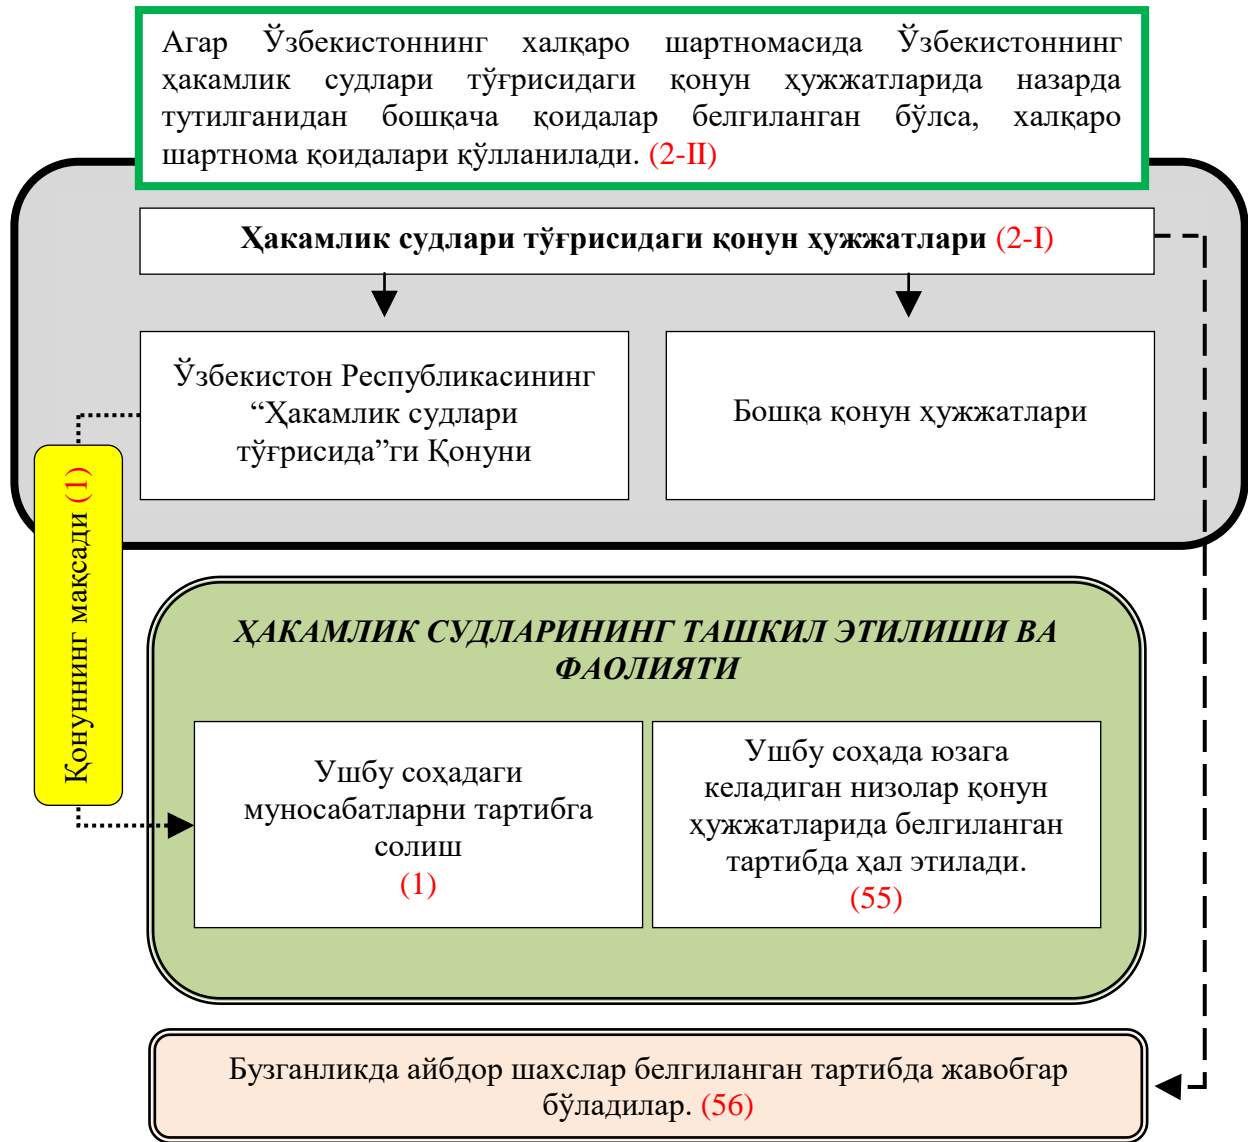 Агар Ўзбекистоннинг халқаро шартномасида Ўзбекистоннинг
ҳакамлик судлари тўғрисидаги қонун ҳужжатларида назарда
тутилганидан бошқача қоидалар белгиланган бўлса, халқаро
шартнома қоидалари қўлланилади. (2-II)
Ҳакамлик судлари тўғрисидаги қонун ҳужжатлари (2-I)
Ўзбекистон Республикасининг
“Ҳакамлик судлари
тўғрисида”ги Қонуни
Бошқа қонун ҳужжатлари
Қонуннинг мақсади (1)
ҲАКАМЛИК СУДЛАРИНИНГ ТАШКИЛ ЭТИЛИШИ ВА
ФАОЛИЯТИ
Ушбу соҳадаги
муносабатларни тартибга
солиш
(1)
Ушбу соҳада юзага
келадиган низолар қонун
ҳужжатларида белгиланган
тартибда ҳал этилади.
(55)
Бузганликда айбдор шахслар белгиланган тартибда жавобгар
бўладилар. (56)